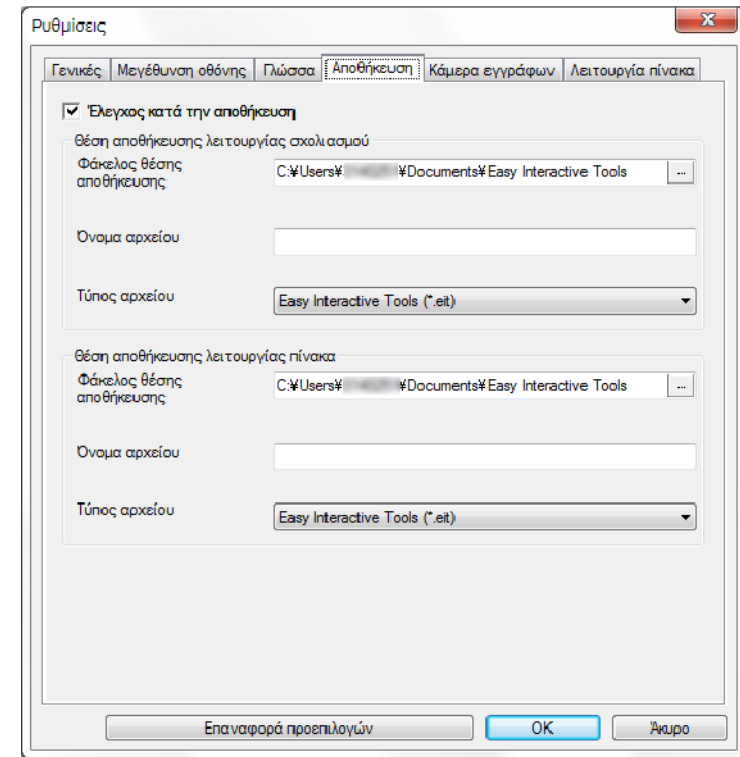 Ρυθμίσεις
Γενικές Μεγέθυνση οθόνης Γλώσσα Αποθήκευση Κάμερα εγγράφων Λειτουργία πίνακα
Έλεγχος κατά την αποθήκευση
Θέση αποθήκευσης λειτουργίας σχολιασμού
Φάκελος θέσης
αποθήκευσης
C:¥Users¥ ¥Documents¥Easy Interactive Tools ...
Όνομα αρχείου
Τύπος αρχείου Easy Interactive Tools (*.eit)
Θέση αποθήκευσης λειτουργίας πίνακα
Φάκελος θέσης
αποθήκευσης
C:¥Users¥ ¥Documents¥Easy Interactive Tools ...
Όνομα αρχείου
Τύπος αρχείου Easy Interactive Tools (*.eit)
Επαναφορά προεπιλογών OK Άκυρο